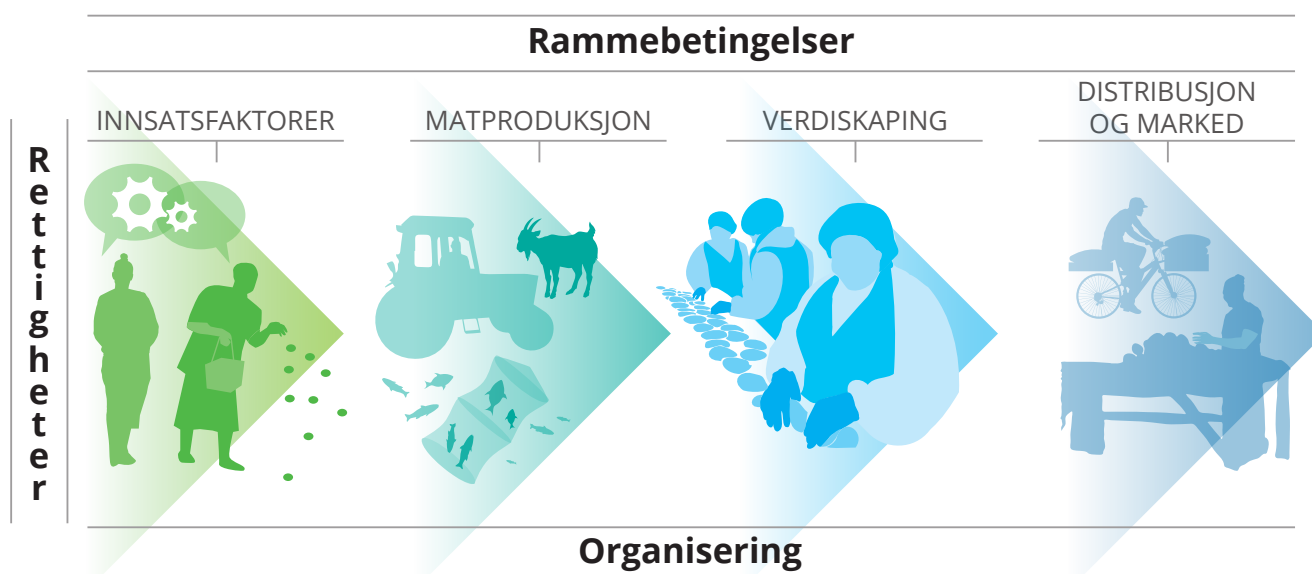 Rammebetingelser
INNSATSFAKTORER
MATPRODUKSJON
VERDISKAPING
DISTRIBUSJON
OG MARKED
Rettigheter
Organisering